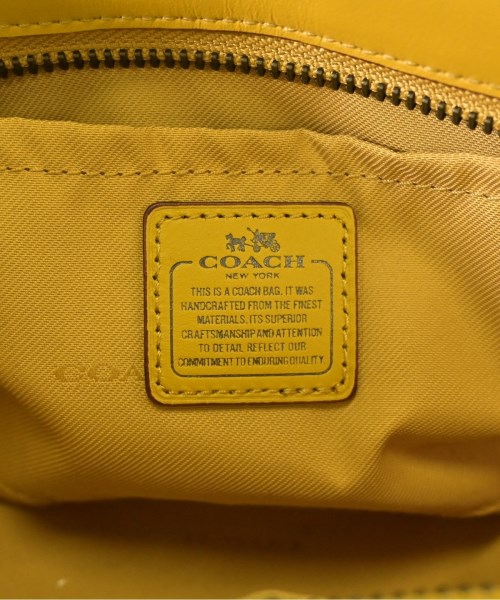 COACH
NEW YORK
THIS IS A COACH BAG. IT WAS
HANDCRAFTED FROM THE FINEST
MATERIALS. ITS SUPERIOR
CRAFTSMANSHIP AND ATTENTION
TO DETAIL REFLECT OUR
COMMITMENT TO ENDURING QUALITY.
COA